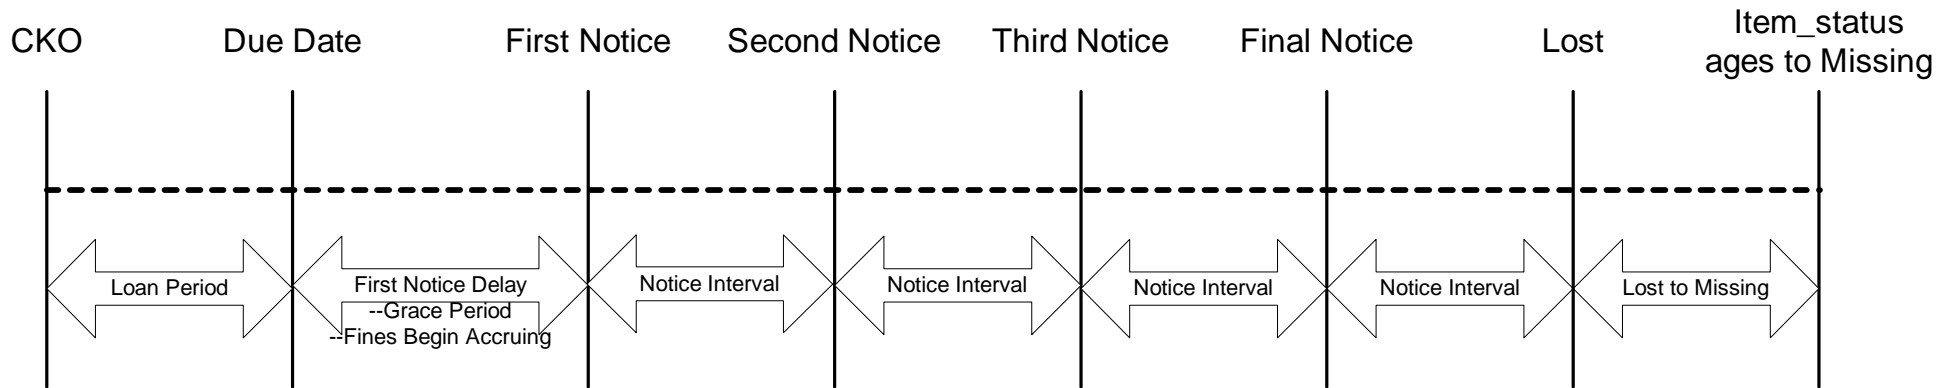 CKO
Due Date
First Notice
Second Notice
Third Notice
Final Notice
Lost
Item_status
ages to Missing
Loan Period
First Notice Delay
--Grace Period
--Fines Begin Accruing
Notice Interval
Notice Interval
Notice Interval
Notice Interval
Lost to Missing